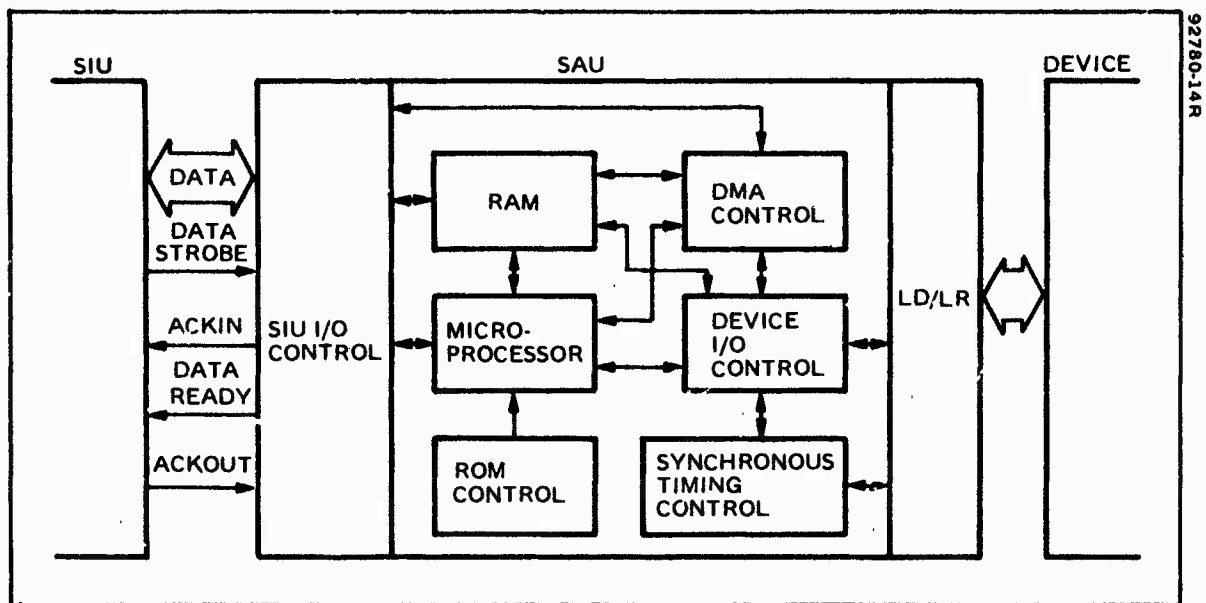 92780-14R
SIU
SAU
DEVICE
DATA
DATA
STROBE
ACKIN
DATA
READY
ACKOUT
SIU I/O
CONTROL
RAM
DMA
CONTROL
MICRO-
PROCESSOR
DEVICE
I/O
CONTROL
ROM
CONTROL
SYNCHRONOUS
TIMING
CONTROL
LD/LR